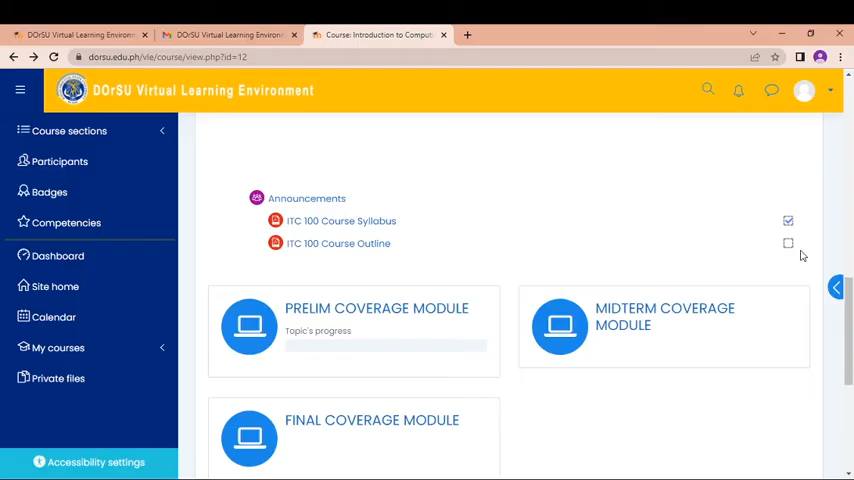 DOrSU Virtual Learning Environm
DOrSU Virtual Learning Environm
Course: Introduction to Comput
dorsu.edu.ph/vle/course/view.php?id=12
DOrSU Virtual Learning Environment
Course sections
Participants
Badges
Competencies
Dashboard
Site home
Calendar
My courses
Private files
Accessibility settings
Announcements
ITC 100 Course Syllabus
ITC 100 Course Outline
PRELIM COVERAGE MODULE
Topic's progress
MIDTERM COVERAGE
MODULE
FINAL COVERAGE MODULE